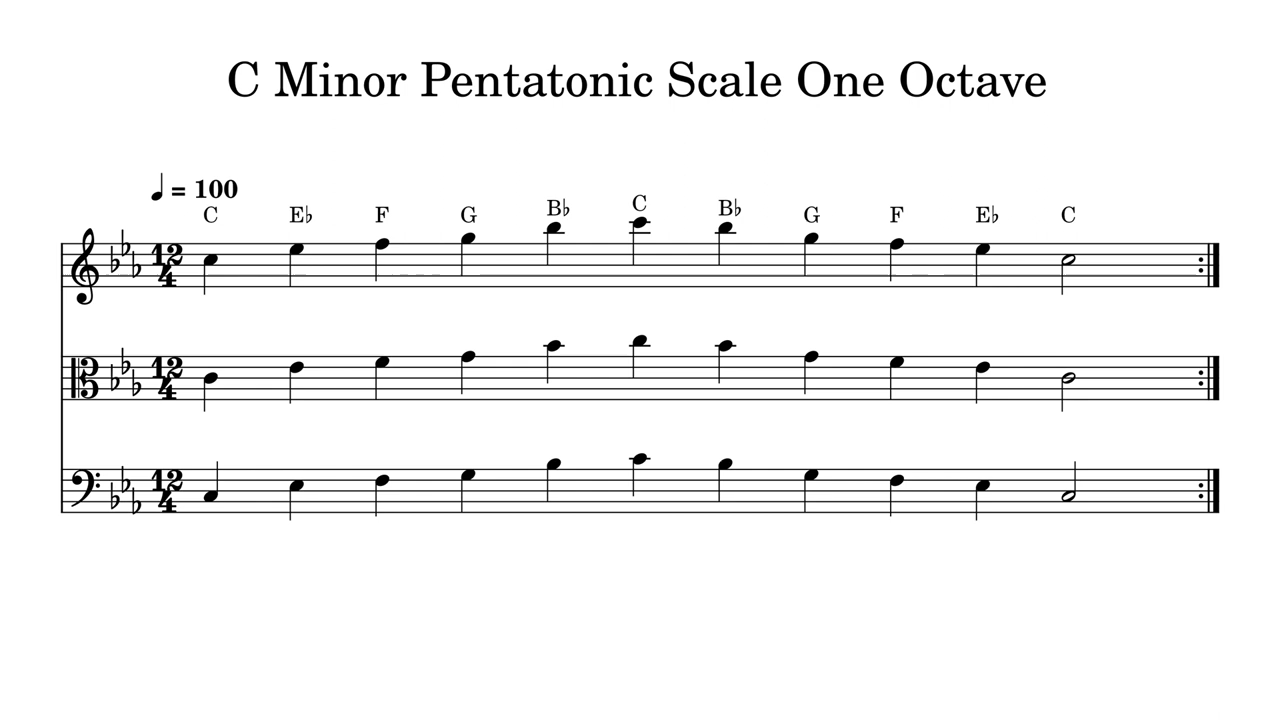 C Minor Pentatonic Scale One Octave
♩ = 100
C E♭ F G B♭ C B♭ G F E♭ C
12
4
12
4
12
4